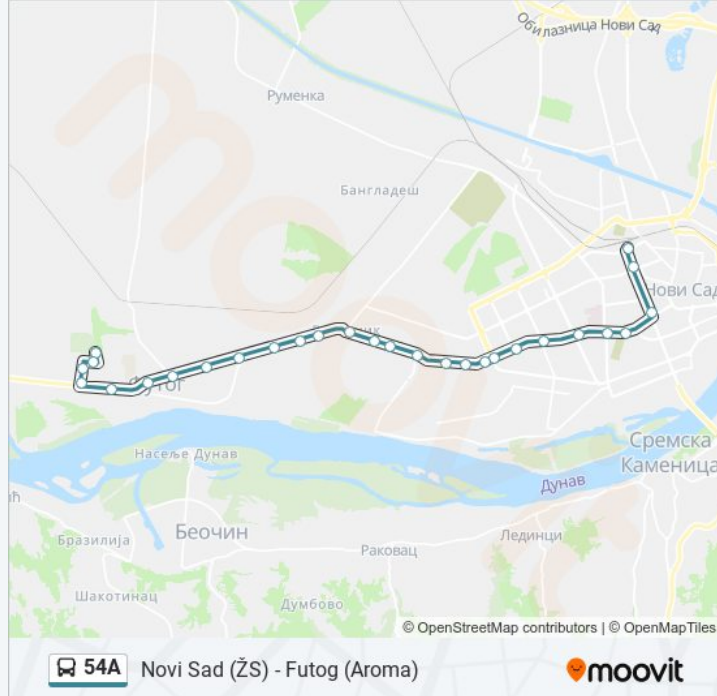 Обилазница Нови Сад
Руменка
Бангладеш
Нови Сад
Футог
Сремска
Каменица
Насеље Дунав
Дунав
Беочин
Бразилија
Раковац
Лединци
Шакотинац
Думбово
© OpenStreetMap contributors | © OpenMapTiles
54A Novi Sad (ŽS) - Futog (Aroma)
moovit